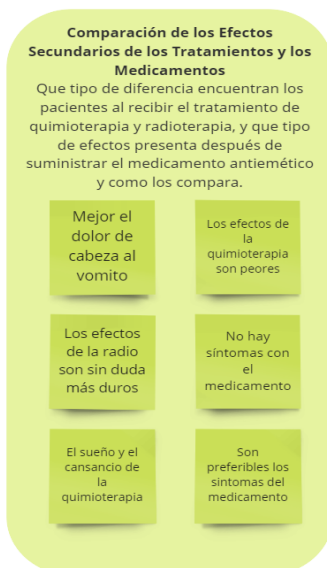 Comparación de los Efectos
Secundarios de los Tratamientos y los
Medicamentos
Que tipo de diferencia encuentran los
pacientes al recibir el tratamiento de
quimioterapia y radioterapia, y que tipo
de efectos presenta después de
suministrar el medicamento antiemético
y como los compara.
Mejor el
dolor de
cabeza al
vomito
Los efectos de
la
quimioterapia
son peores
Los efectos
de la radio
son sin duda
más duros
No hay
síntomas con
el
medicamento
El sueño y el
cansancio de
la
quimioterapia
Son
preferibles los
sintomas del
medicamento